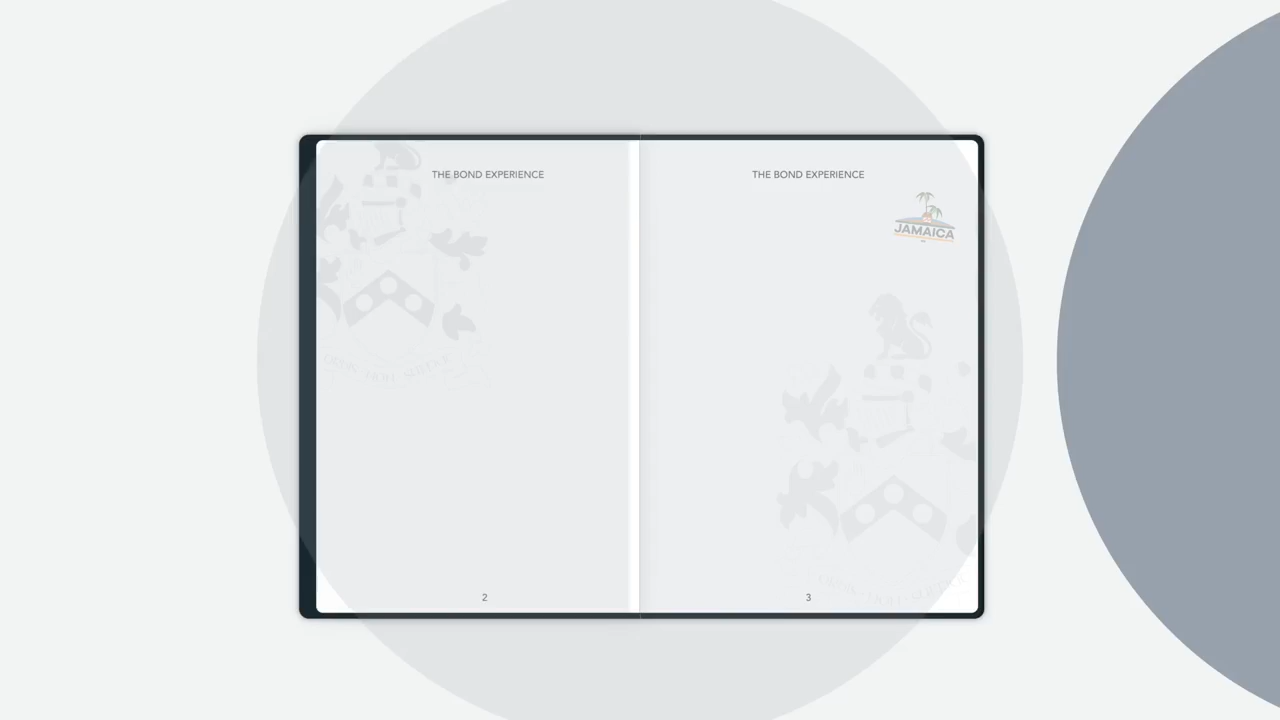 THE BOND EXPERIENCE
2
THE BOND EXPERIENCE
JAMAICA
3